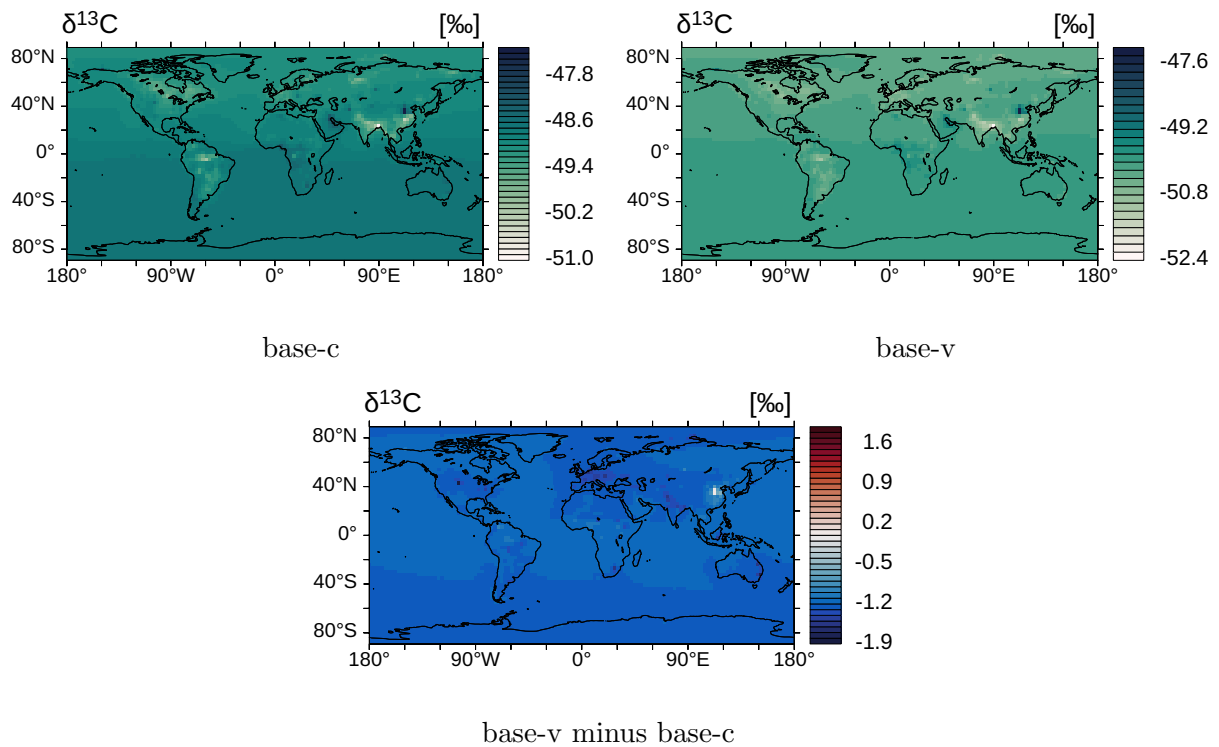 δ13C [‰]
80°N
40°N
0°
40°S
80°S
180° 90°W 0° 90°E 180°
-47.8
-48.6
-49.4
-50.2
-51.0
base-c
δ13C [‰]
80°N
40°N
0°
40°S
80°S
180° 90°W 0° 90°E 180°
-47.6
-49.2
-50.8
-52.4
base-v
δ13C [‰]
80°N
40°N
0°
40°S
80°S
180° 90°W 0° 90°E 180°
1.6
0.9
0.2
-0.5
-1.2
-1.9
base-v minus base-c